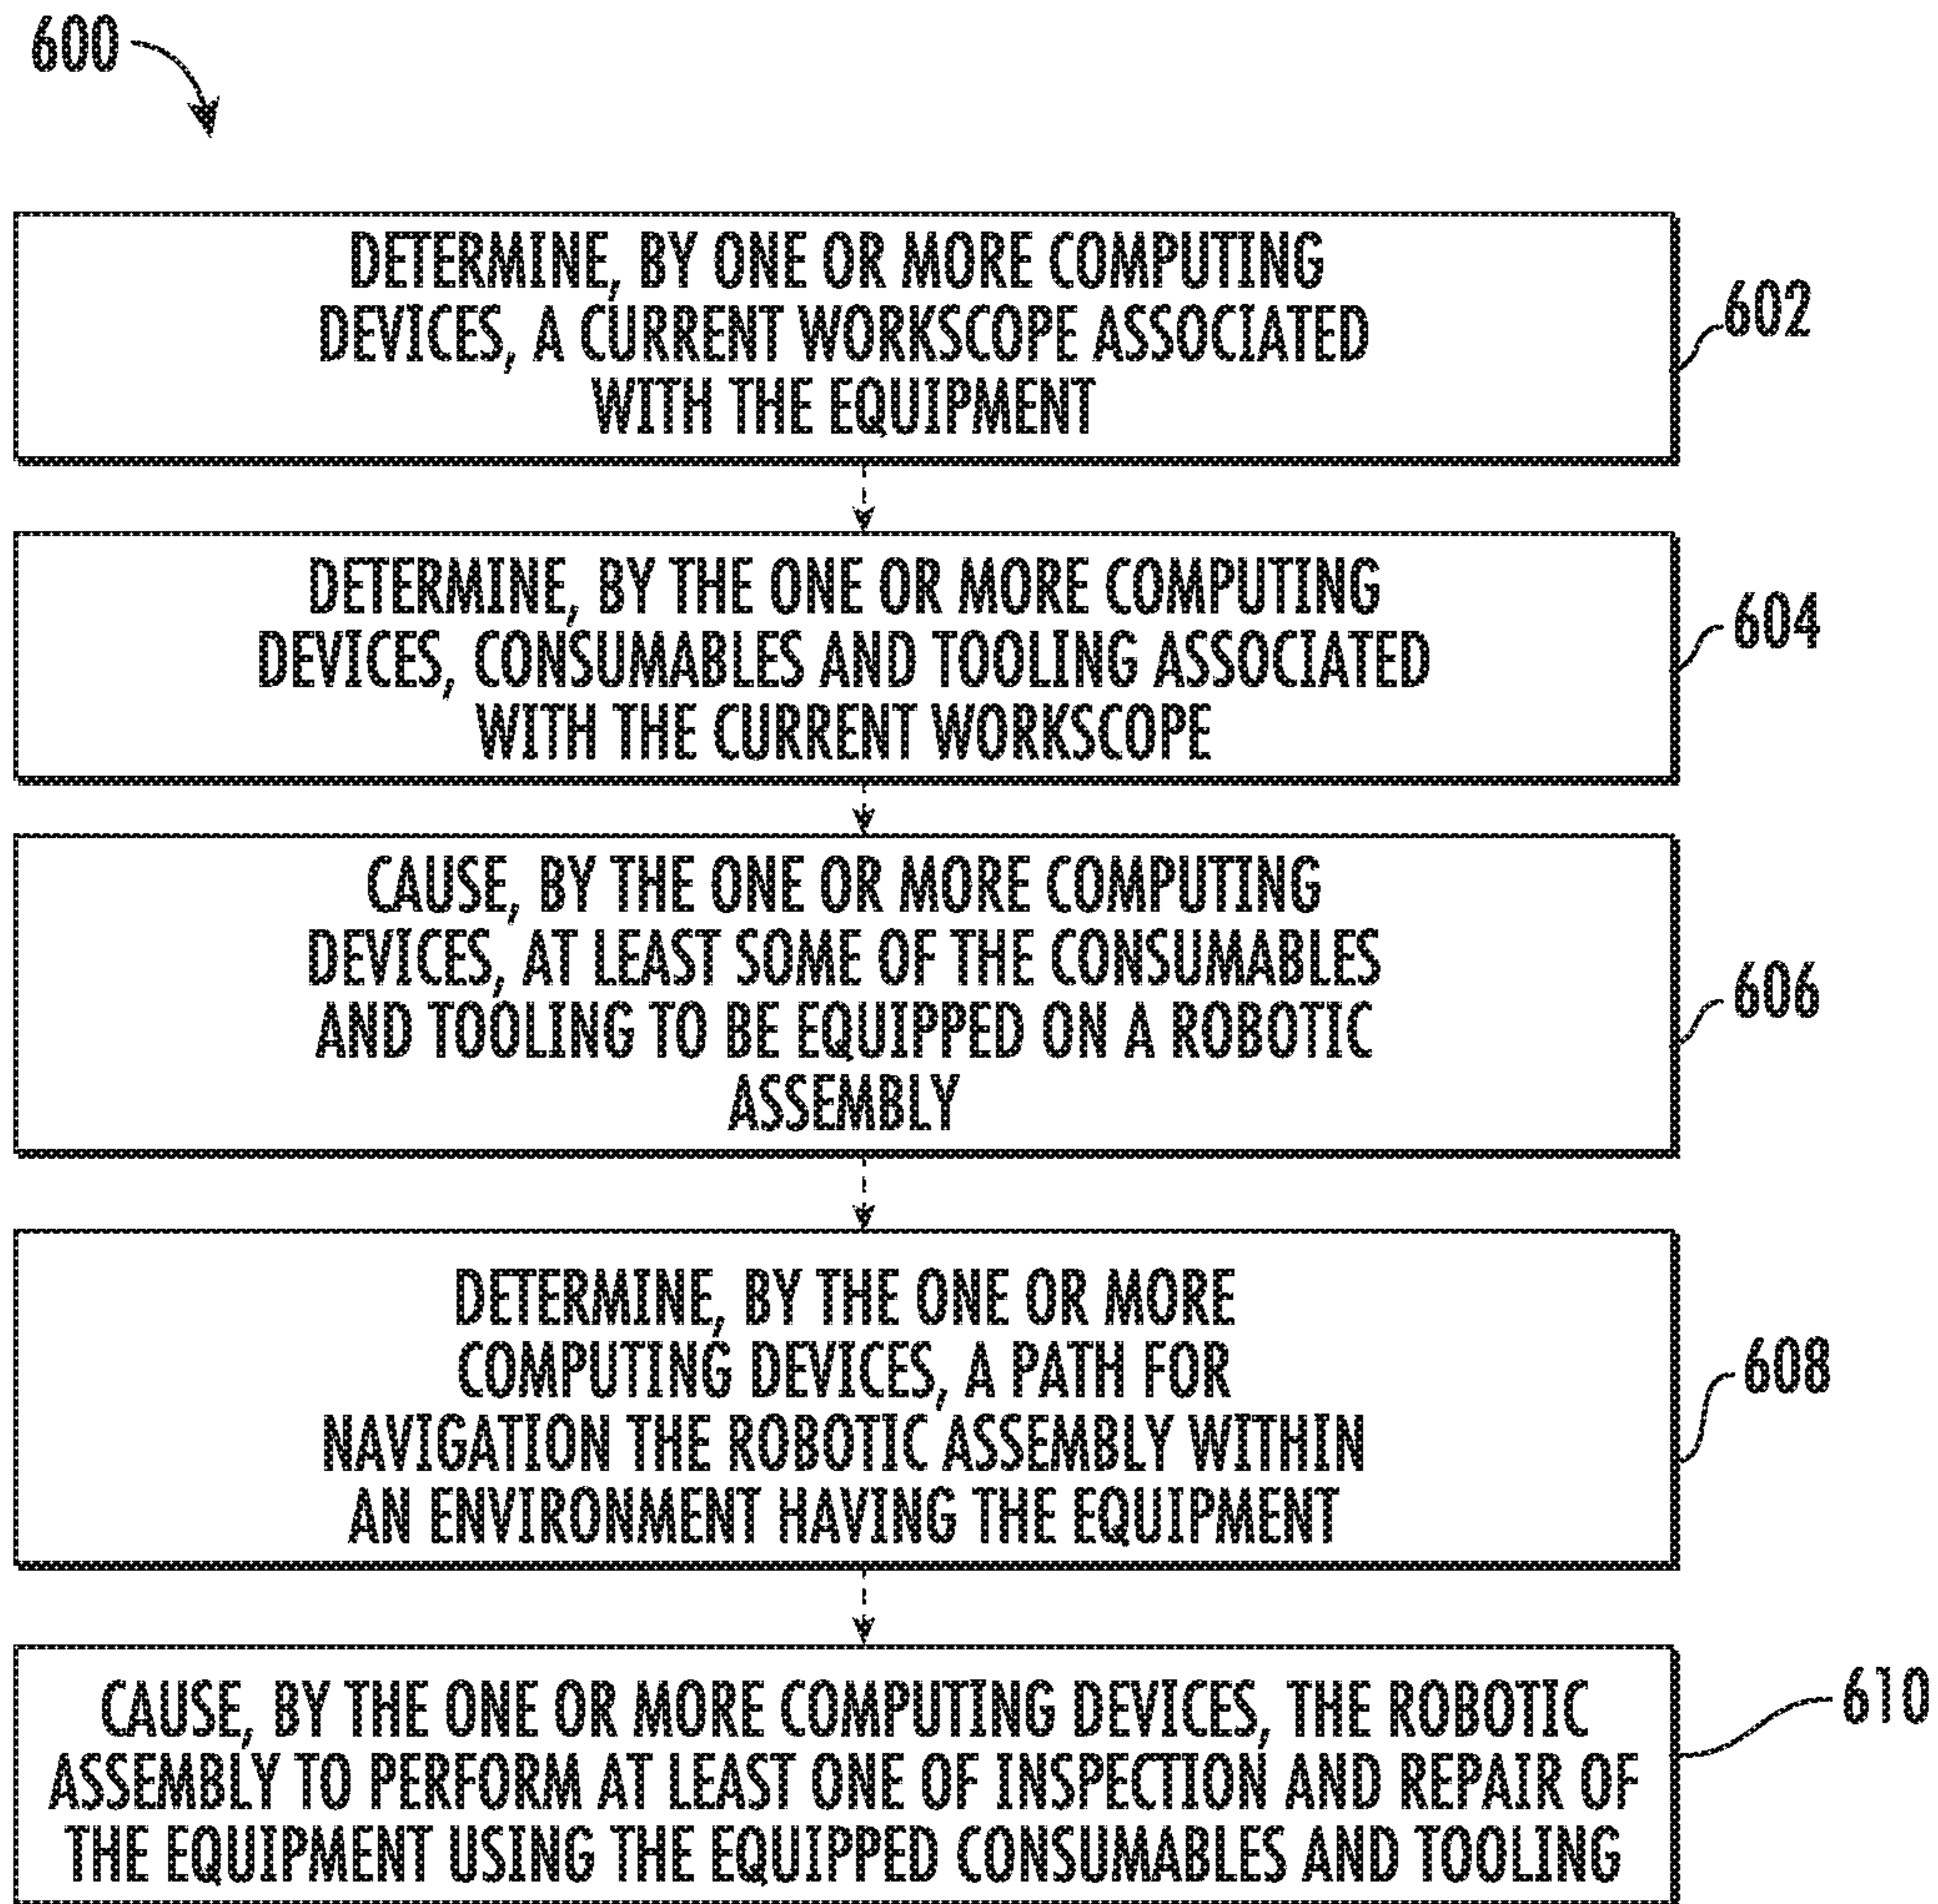 600
DETERMINE, BY ONE OR MORE COMPUTING
DEVICES, A CURRENT WORKSCOPE ASSOCIATED
WITH THE EQUIPMENT
602
DETERMINE, BY THE ONE OR MORE COMPUTING
DEVICES, CONSUMABLES AND TOOLING ASSOCIATED
WITH THE CURRENT WORKSCOPE
604
CAUSE, BY THE ONE OR MORE COMPUTING
DEVICES, AT LEAST SOME OF THE CONSUMABLES
AND TOOLING TO BE EQUIPPED ON A ROBOTIC
ASSEMBLY
606
DETERMINE, BY THE ONE OR MORE
COMPUTING DEVICES, A PATH FOR
NAVIGATION THE ROBOTIC ASSEMBLY WITHIN
AN ENVIRONMENT HAVING THE EQUIPMENT
608
CAUSE, BY THE ONE OR MORE COMPUTING DEVICES, THE ROBOTIC
ASSEMBLY TO PERFORM AT LEAST ONE OF INSPECTION AND REPAIR OF
THE EQUIPMENT USING THE EQUIPPED CONSUMABLES AND TOOLING
610